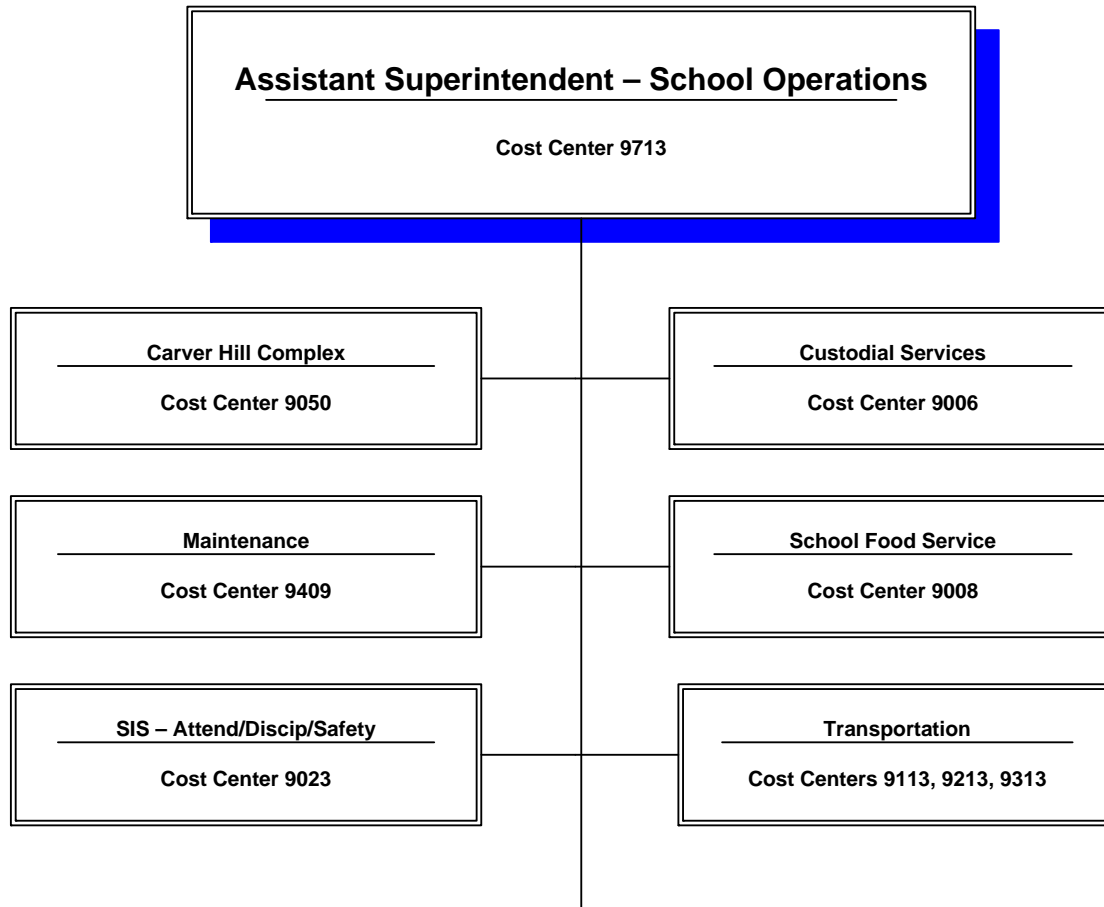 Assistant Superintendent – School Operations
Cost Center 9713
Carver Hill Complex
Cost Center 9050
Custodial Services
Cost Center 9006
Maintenance
Cost Center 9409
School Food Service
Cost Center 9008
SIS – Attend/Discip/Safety
Cost Center 9023
Transportation
Cost Centers 9113, 9213, 9313